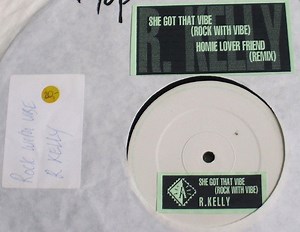 SHE GOT THAT VIBE
(ROCK WITH VIBE)
HOMIE LOVER FRIEND
(REMIX)
R. KELLY
Rock with
R Kelly
SHE GOT THAT VIBE
(ROCK WITH VIBE)
R. KELLY